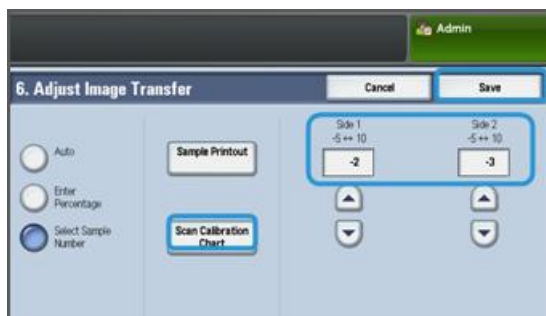 Admin
6. Adjust Image Transfer
Cancel
Save
Auto
Enter
Percentage
Select Sample
Number
Sample Printout
Scan Calibration
Chart
Side 1
-5 ↔ 10
-2
Side 2
-5 ↔ 10
-3